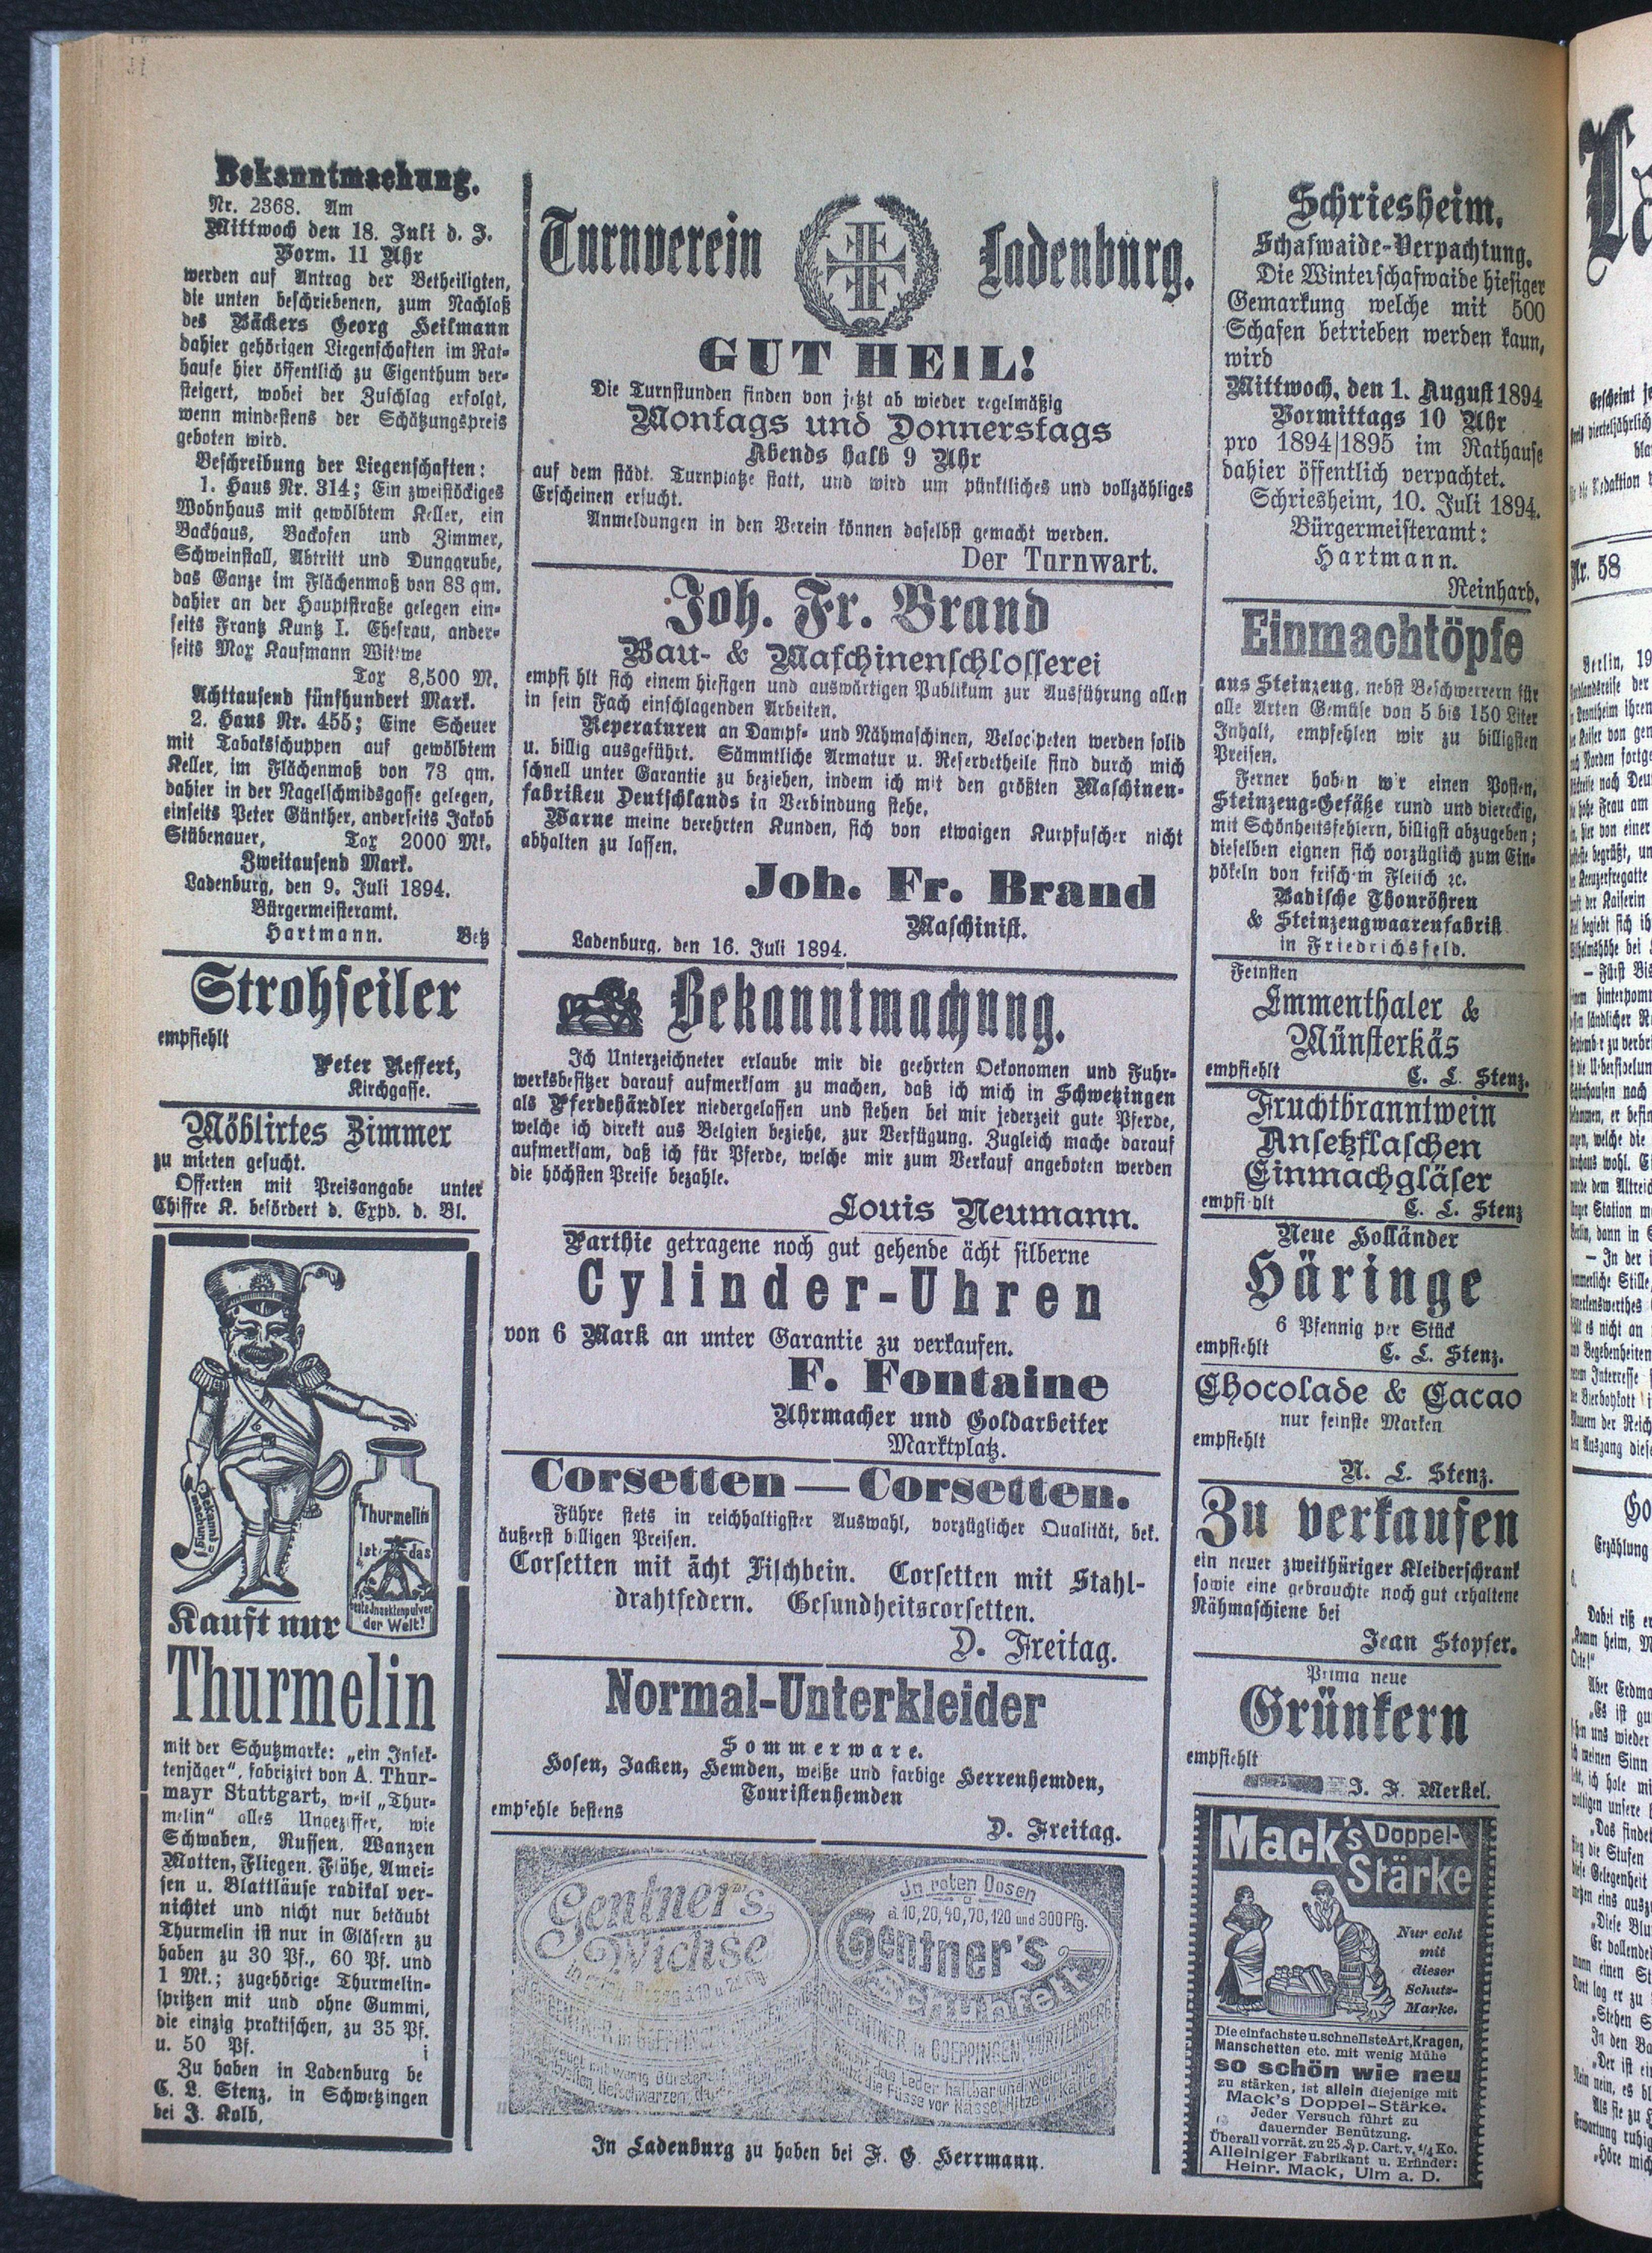 Bekanntmachung.
Nr. 2368. Am
Mittwoch den 18. Juli d. J.
Vorm. 11 Uhr
werden auf Antrag der Betheiligten,
die unten beschriebenen, zum Nachlaß
des Bäckers Georg Heilmann
dahier gehörigen Liegenschaften im Rat-
hause hier öffentlich zu Eigenthum ver-
steigert, wobei der Zuschlag erfolgt,
wenn mindestens der Schätzungspreis
geboten wird.
Beschreibung der Liegenschaften:
1. Haus Nr. 314; Ein zweistöckiges
Wohnhaus mit gewölbtem Keller, ein
Backhaus, Backofen und Zimmer,
Schweinstall, Abtritt und Dunggrube,
das Ganze im Flächenmaß von 83 qm.
dahier an der Hauptstraße gelegen ein-
seits Frantz Kuntz I. Ehefrau, ander-
seits Max Kaufmann Wittwe
Tax 8,500 M.
Achttausend fünfhundert Mark.
2. Haus Nr. 455; Eine Scheuer
mit Tabaksschuppen auf gewölbtem
Keller, im Flächenmaß von 73 qm.
dahier in der Nagelschmidsgasse gelegen,
einseits Peter Günther, anderseits Jakob
Stübenauer, Tax 2000 Mk.
Zweitausend Mark.
Ladenburg, den 9. Juli 1894.
Bürgermeisteramt.
Hartmann. Betz
Strohseiler
empfiehlt
Peter Reffert,
Kirchgasse.
Möblirtes Zimmer
zu mieten gesucht.
Offerten mit Preisangabe unter
Chiffre K. befördert d. Expd. d. Bl.
Bekannt-
machung!
Thurmelin
ist das
beste Insektenpulver
der Welt!
Kauft nur
Thurmelin
mit der Schutzmarke: „ein Insek-
tenjäger“, fabrizirt von A. Thur-
mayr Stuttgart, weil „Thur-
melin“ alles Ungeziffer, wie
Schwaben, Russen, Wanzen
Motten, Fliegen, Flöhe, Amei-
sen u. Blattläuse radikal ver-
nichtet und nicht nur betäubt
Thurmelin ist nur in Gläsern zu
haben zu 30 Pf., 60 Pf. und
1 Mk.; zugehörige Thurmelin-
spritzen mit und ohne Gummi,
die einzig praktischen, zu 35 Pf.
u. 50 Pf. i
Zu haben in Ladenburg be
C. L. Stenz, in Schwetzingen
bei J. Kolb,
Turnverein Ladenburg.
GUT HEIL!
Die Turnstunden finden von jetzt ab wieder regelmäßig
Montags und Donnerstags
Abends halb 9 Uhr
auf dem städt. Turnplatze statt, und wird um pünktliches und vollzähliges
Erscheinen ersucht.
Anmeldungen in den Verein können daselbst gemacht werden.
Der Turnwart.
Joh. Fr. Brand
Bau- & Maschinenschlosserei
empfiehlt sich einem hiesigen und auswärtigen Publikum zur Ausführung allen
in sein Fach einschlagenden Arbeiten.
Reperaturen an Dampf- und Nähmaschinen, Velocipeten werden solid
u. billig ausgeführt. Sämmtliche Armatur u. Reservetheile sind durch mich
schnell unter Garantie zu beziehen, indem ich mit den größten Maschinen-
fabriken Deutschlands in Verbindung stehe.
Warne meine verehrten Kunden, sich von etwaigen Kurpfuscher nicht
abhalten zu lassen.
Joh. Fr. Brand
Maschinist.
Ladenburg, den 16. Juli 1894.
Bekanntmachung.
Ich Unterzeichneter erlaube mir die geehrten Oekonomen und Fuhr-
werksbesitzer darauf aufmerksam zu machen, daß ich mich in Schwetzingen
als Pferdehändler niedergelassen und stehen bei mir jederzeit gute Pferde,
welche ich direkt aus Belgien beziehe, zur Verfügung. Zugleich mache darauf
aufmerksam, daß ich für Pferde, welche mir zum Verkauf angeboten werden
die höchsten Preise bezahle.
Louis Neumann.
Parthie getragene noch gut gehende ächt silberne
Cylinder-Uhren
von 6 Mark an unter Garantie zu verkaufen.
F. Fontaine
Uhrmacher und Goldarbeiter
Marktplatz.
Corsetten — Corsetten.
Führe stets in reichhaltigster Auswahl, vorzüglicher Qualität, bek.
äußerst billigen Preisen.
Corsetten mit ächt Fischbein. Corsetten mit Stahl-
drahtfedern. Gesundheitscorsetten.
D. Freitag.
Normal-Unterkleider
Sommerware.
Hosen, Jacken, Hemden, weiße und farbige Herrenhemden,
Touristenhemden
empfehle bestens
D. Freitag.
Gentner's
Wichse
In roten Dosen
à 10, 20, 40, 70, 120 und 300 Pfg.
Gentner's
Schuhfett
CARL GENTNER in GOEPPINGEN, WÜRTTEMBERG
macht das Leder haltbar und weich und
schützt die Füsse vor Nässe, Hitze u. Kälte
In Ladenburg zu haben bei F. G. Herrmann.
Schriesheim.
Schafwaide-Verpachtung.
Die Winterschafwaide hiesiger
Gemarkung welche mit 500
Schafen betrieben werden kann,
wird
Mittwoch, den 1. August 1894
Vormittags 10 Uhr
pro 1894|1895 im Rathause
dahier öffentlich verpachtet.
Schriesheim, 10. Juli 1894.
Bürgermeisteramt:
Hartmann.
Reinhard.
Einmachtöpfe
aus Steinzeug, nebst Beschwerrern für
alle Arten Gemüse von 5 bis 150 Liter
Inhalt, empfehlen wir zu billigsten
Preisen.
Ferner haben wir einen Posten,
Steinzeug-Gefäße rund und viereckig,
mit Schönheitsfehlern, billigst abzugeben;
dieselben eignen sich vorzüglich zum Ein-
pökeln von frischem Fleisch ꝛc.
Badische Thonröhren
& Steinzeugwaarenfabrik
in Friedrichsfeld.
Feinsten
Emmenthaler &
Münsterkäs
empfiehlt C. L. Stenz.
Fruchtbranntwein
Ansetzflaschen
Einmachgläser
empfiehlt C. L. Stenz
Neue Holländer
Häringe
6 Pfennig per Stück
empfiehlt C. L. Stenz.
Chocolade & Cacao
nur feinste Marken
empfiehlt
N. L. Stenz.
Zu verkaufen
ein neuer zweithüriger Kleiderschrank
sowie eine gebrauchte noch gut erhaltene
Nähmaschiene bei
Jean Stopfer.
Prima neue
Grünkern
empfiehlt
J. F. Merkel.
Mack's Doppel-
Stärke
Nur echt
mit
dieser
Schutz-
Marke.
Die einfachste u. schnellste Art, Kragen,
Manschetten etc. mit wenig Mühe
so schön wie neu
zu stärken, ist allein diejenige mit
Mack's Doppel-Stärke.
Jeder Versuch führt zu
dauernder Benützung.
Überall vorrät. zu 25 ₰ p. Cart. v. 1/4 Ko.
Alleiniger Fabrikant u. Erfinder:
Heinr. Mack, Ulm a. D.
Nr. 58